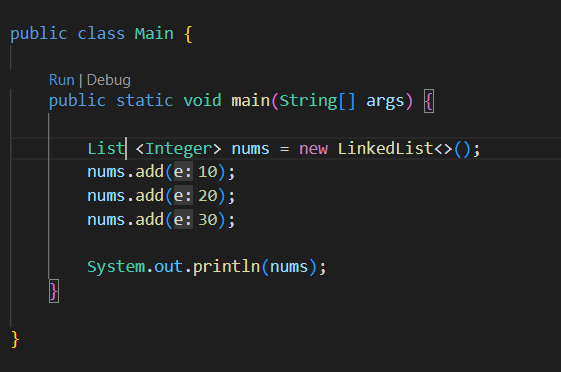 public class Main {
Run | Debug
public static void main(String[] args) {
List <Integer> nums = new LinkedList<>();
nums.add(e: 10);
nums.add(e: 20);
nums.add(e: 30);
System.out.println(nums);
}
}